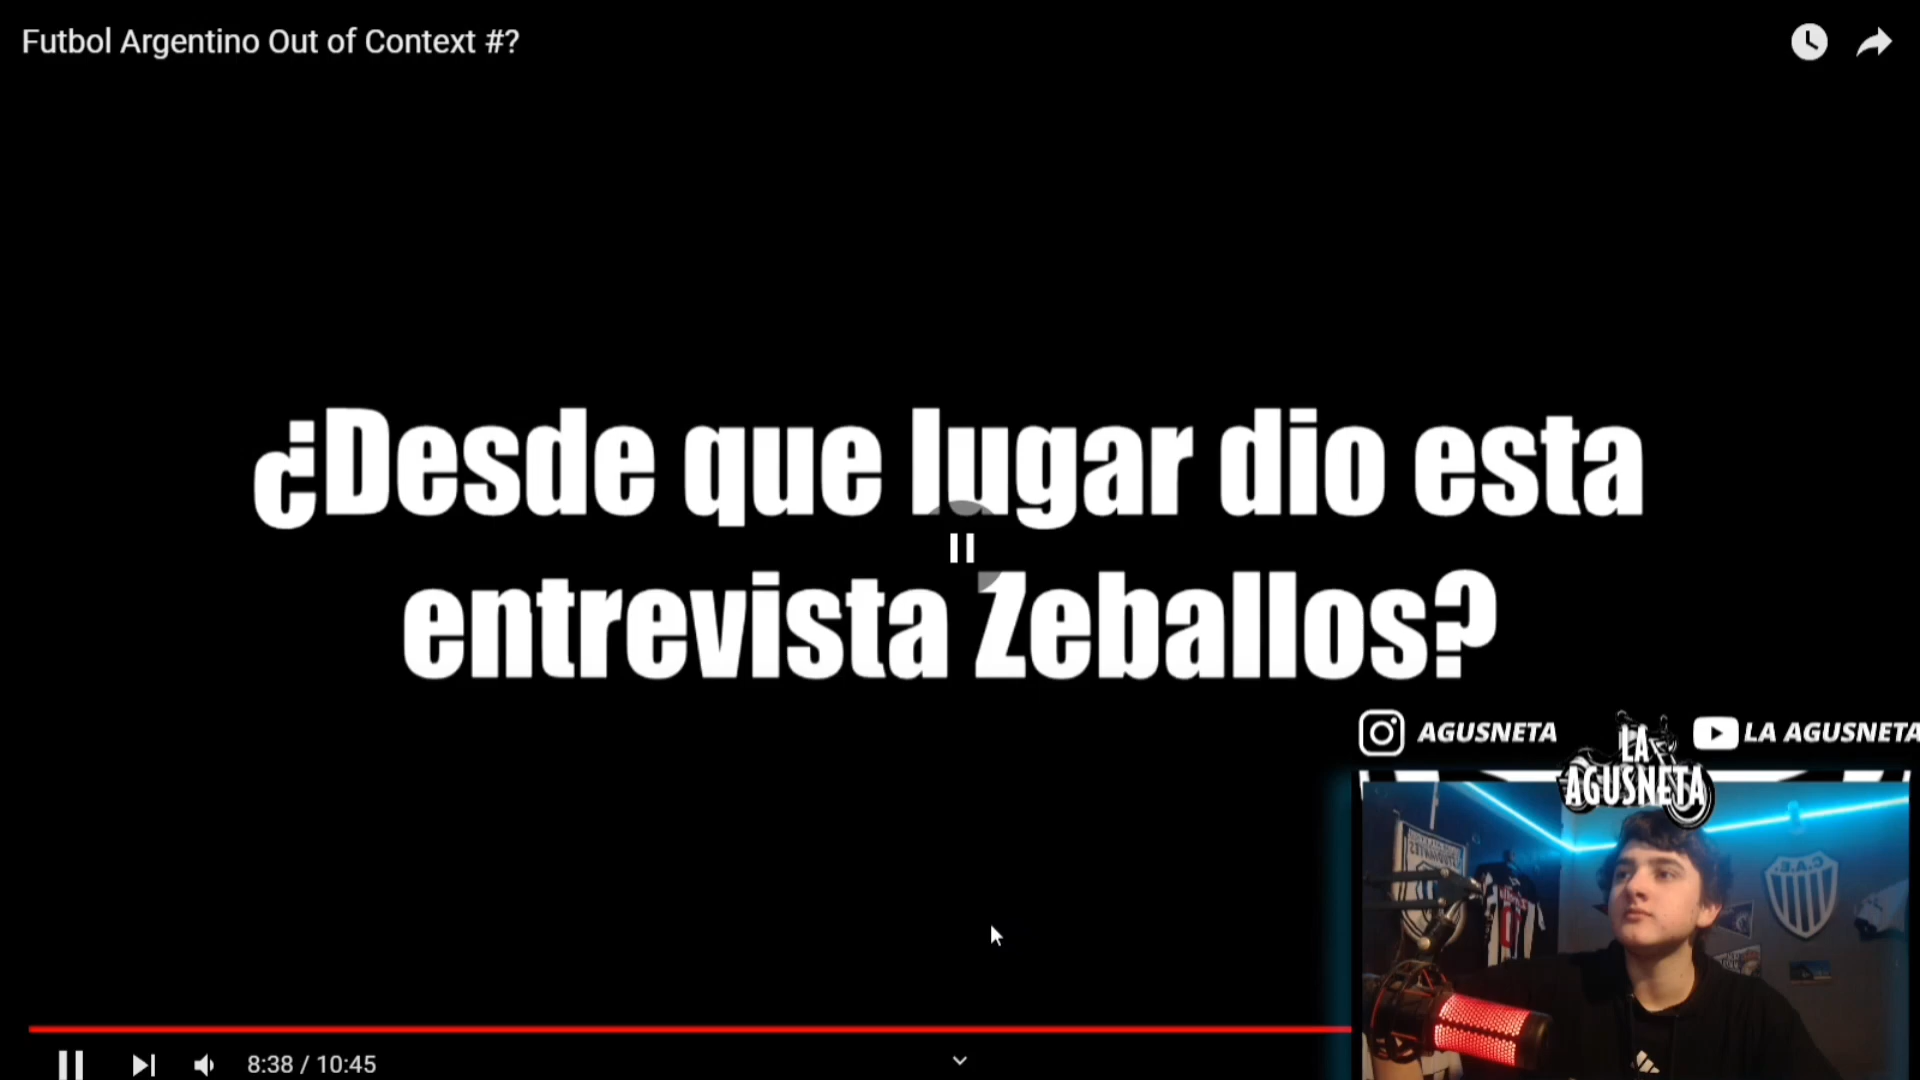 Futbol Argentino Out of Context #?
¿Desde que lugar dio esta
entrevista Zeballos?
AGUSNETA
LA AGUSNETA
LA
AGUSNETA
C.A.E.
8:38 / 10:45